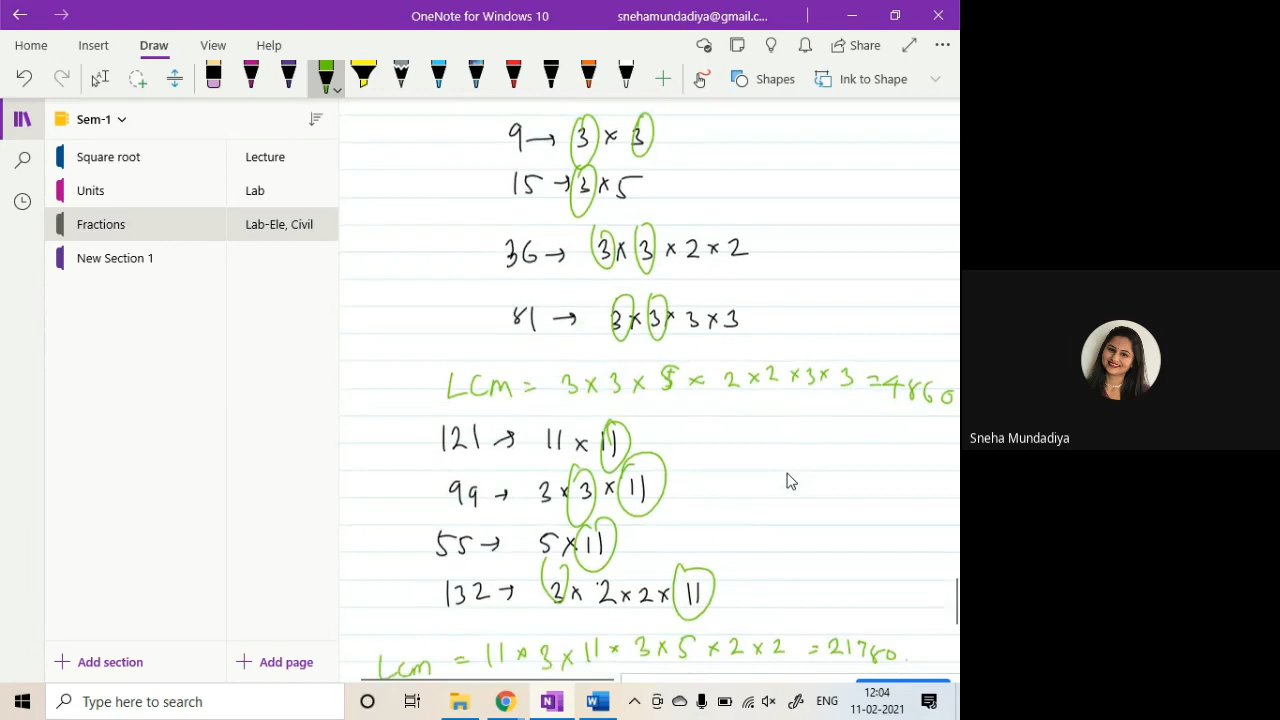 OneNote for Windows 10
snehamundadiya@gmail.c...
Home Insert Draw View Help
Share
Shapes
Ink to Shape
Sem-1
Square root
Units
Fractions
New Section 1
Lecture
Lab
Lab-Ele, Civil
9 → 3 × 3
15 → 3 × 5
36 → 3 × 3 × 2 × 2
81 → 3 × 3 × 3 × 3
LCm = 3 × 3 × 5 × 2 × 2 × 3 × 3 = 4860
121 → 11 × 11
99 → 3 × 3 × 11
55 → 5 × 11
132 → 3 × 2 × 2 × 11
Lcm = 11 × 3 × 11 × 3 × 5 × 2 × 2 = 21780.
Sneha Mundadiya
+ Add section
+ Add page
Type here to search
ENG
12:04
11-02-2021